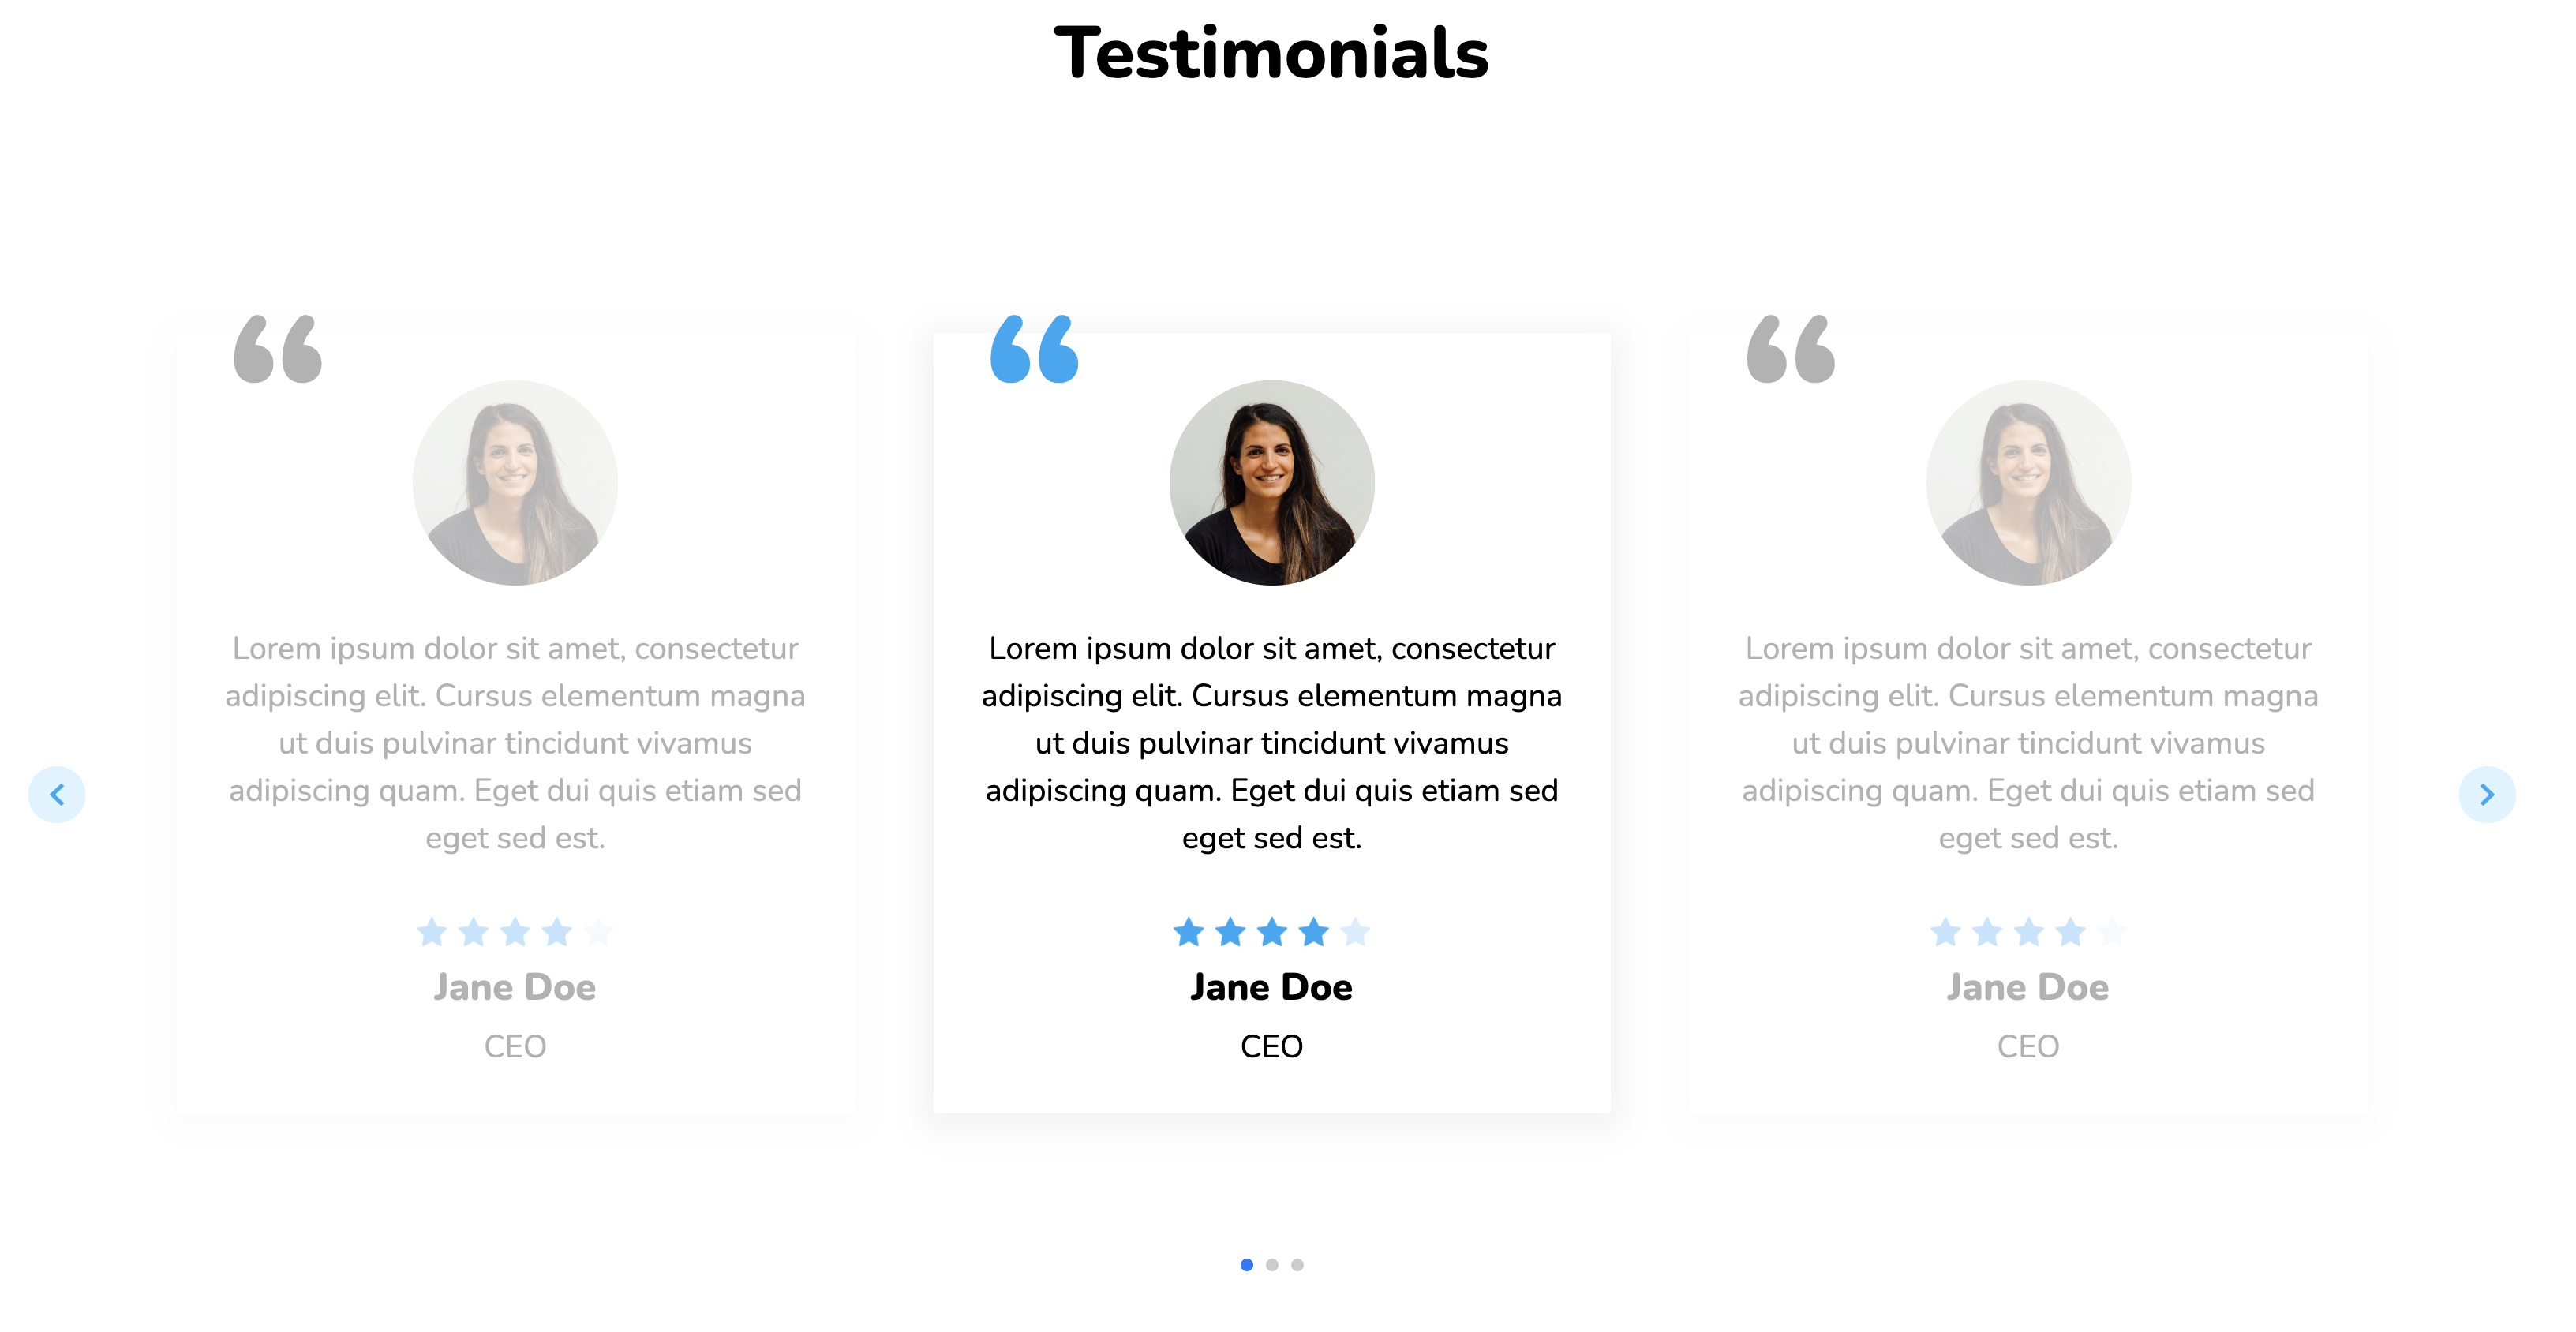 Testimonials
“
Lorem ipsum dolor sit amet, consectetur
adipiscing elit. Cursus elementum magna
ut duis pulvinar tincidunt vivamus
adipiscing quam. Eget dui quis etiam sed
eget sed est.
Jane Doe
CEO
“
Lorem ipsum dolor sit amet, consectetur
adipiscing elit. Cursus elementum magna
ut duis pulvinar tincidunt vivamus
adipiscing quam. Eget dui quis etiam sed
eget sed est.
Jane Doe
CEO
“
Lorem ipsum dolor sit amet, consectetur
adipiscing elit. Cursus elementum magna
ut duis pulvinar tincidunt vivamus
adipiscing quam. Eget dui quis etiam sed
eget sed est.
Jane Doe
CEO